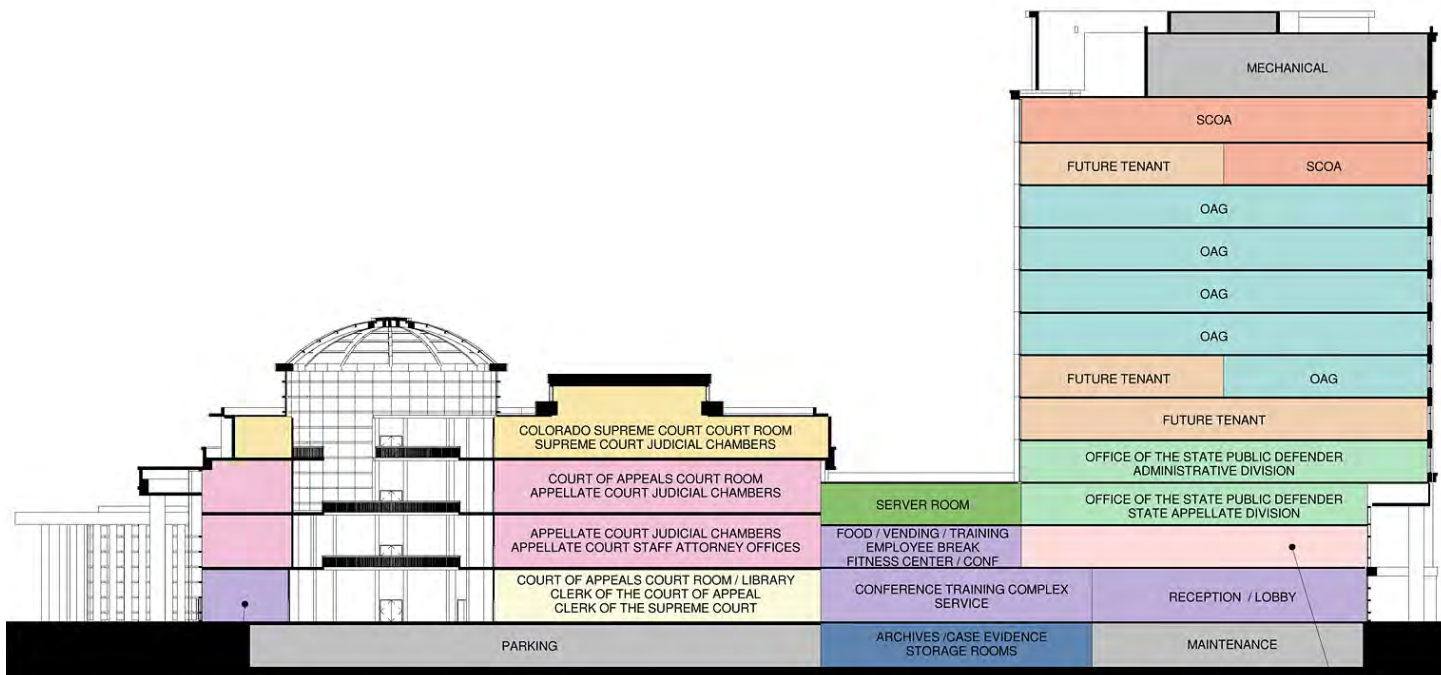 MECHANICAL
SCOA
FUTURE TENANT
SCOA
OAG
OAG
OAG
OAG
FUTURE TENANT
OAG
FUTURE TENANT
OFFICE OF THE STATE PUBLIC DEFENDER
ADMINISTRATIVE DIVISION
COLORADO SUPREME COURT COURT ROOM
SUPREME COURT JUDICIAL CHAMBERS
COURT OF APPEALS COURT ROOM
APPELLATE COURT JUDICIAL CHAMBERS
SERVER ROOM
OFFICE OF THE STATE PUBLIC DEFENDER
STATE APPELLATE DIVISION
APPELLATE COURT JUDICIAL CHAMBERS
APPELLATE COURT STAFF ATTORNEY OFFICES
FOOD / VENDING / TRAINING
EMPLOYEE BREAK
FITNESS CENTER / CONF
COURT OF APPEALS COURT ROOM / LIBRARY
CLERK OF THE COURT OF APPEAL
CLERK OF THE SUPREME COURT
CONFERENCE TRAINING COMPLEX
SERVICE
RECEPTION / LOBBY
PARKING
ARCHIVES /CASE EVIDENCE
STORAGE ROOMS
MAINTENANCE